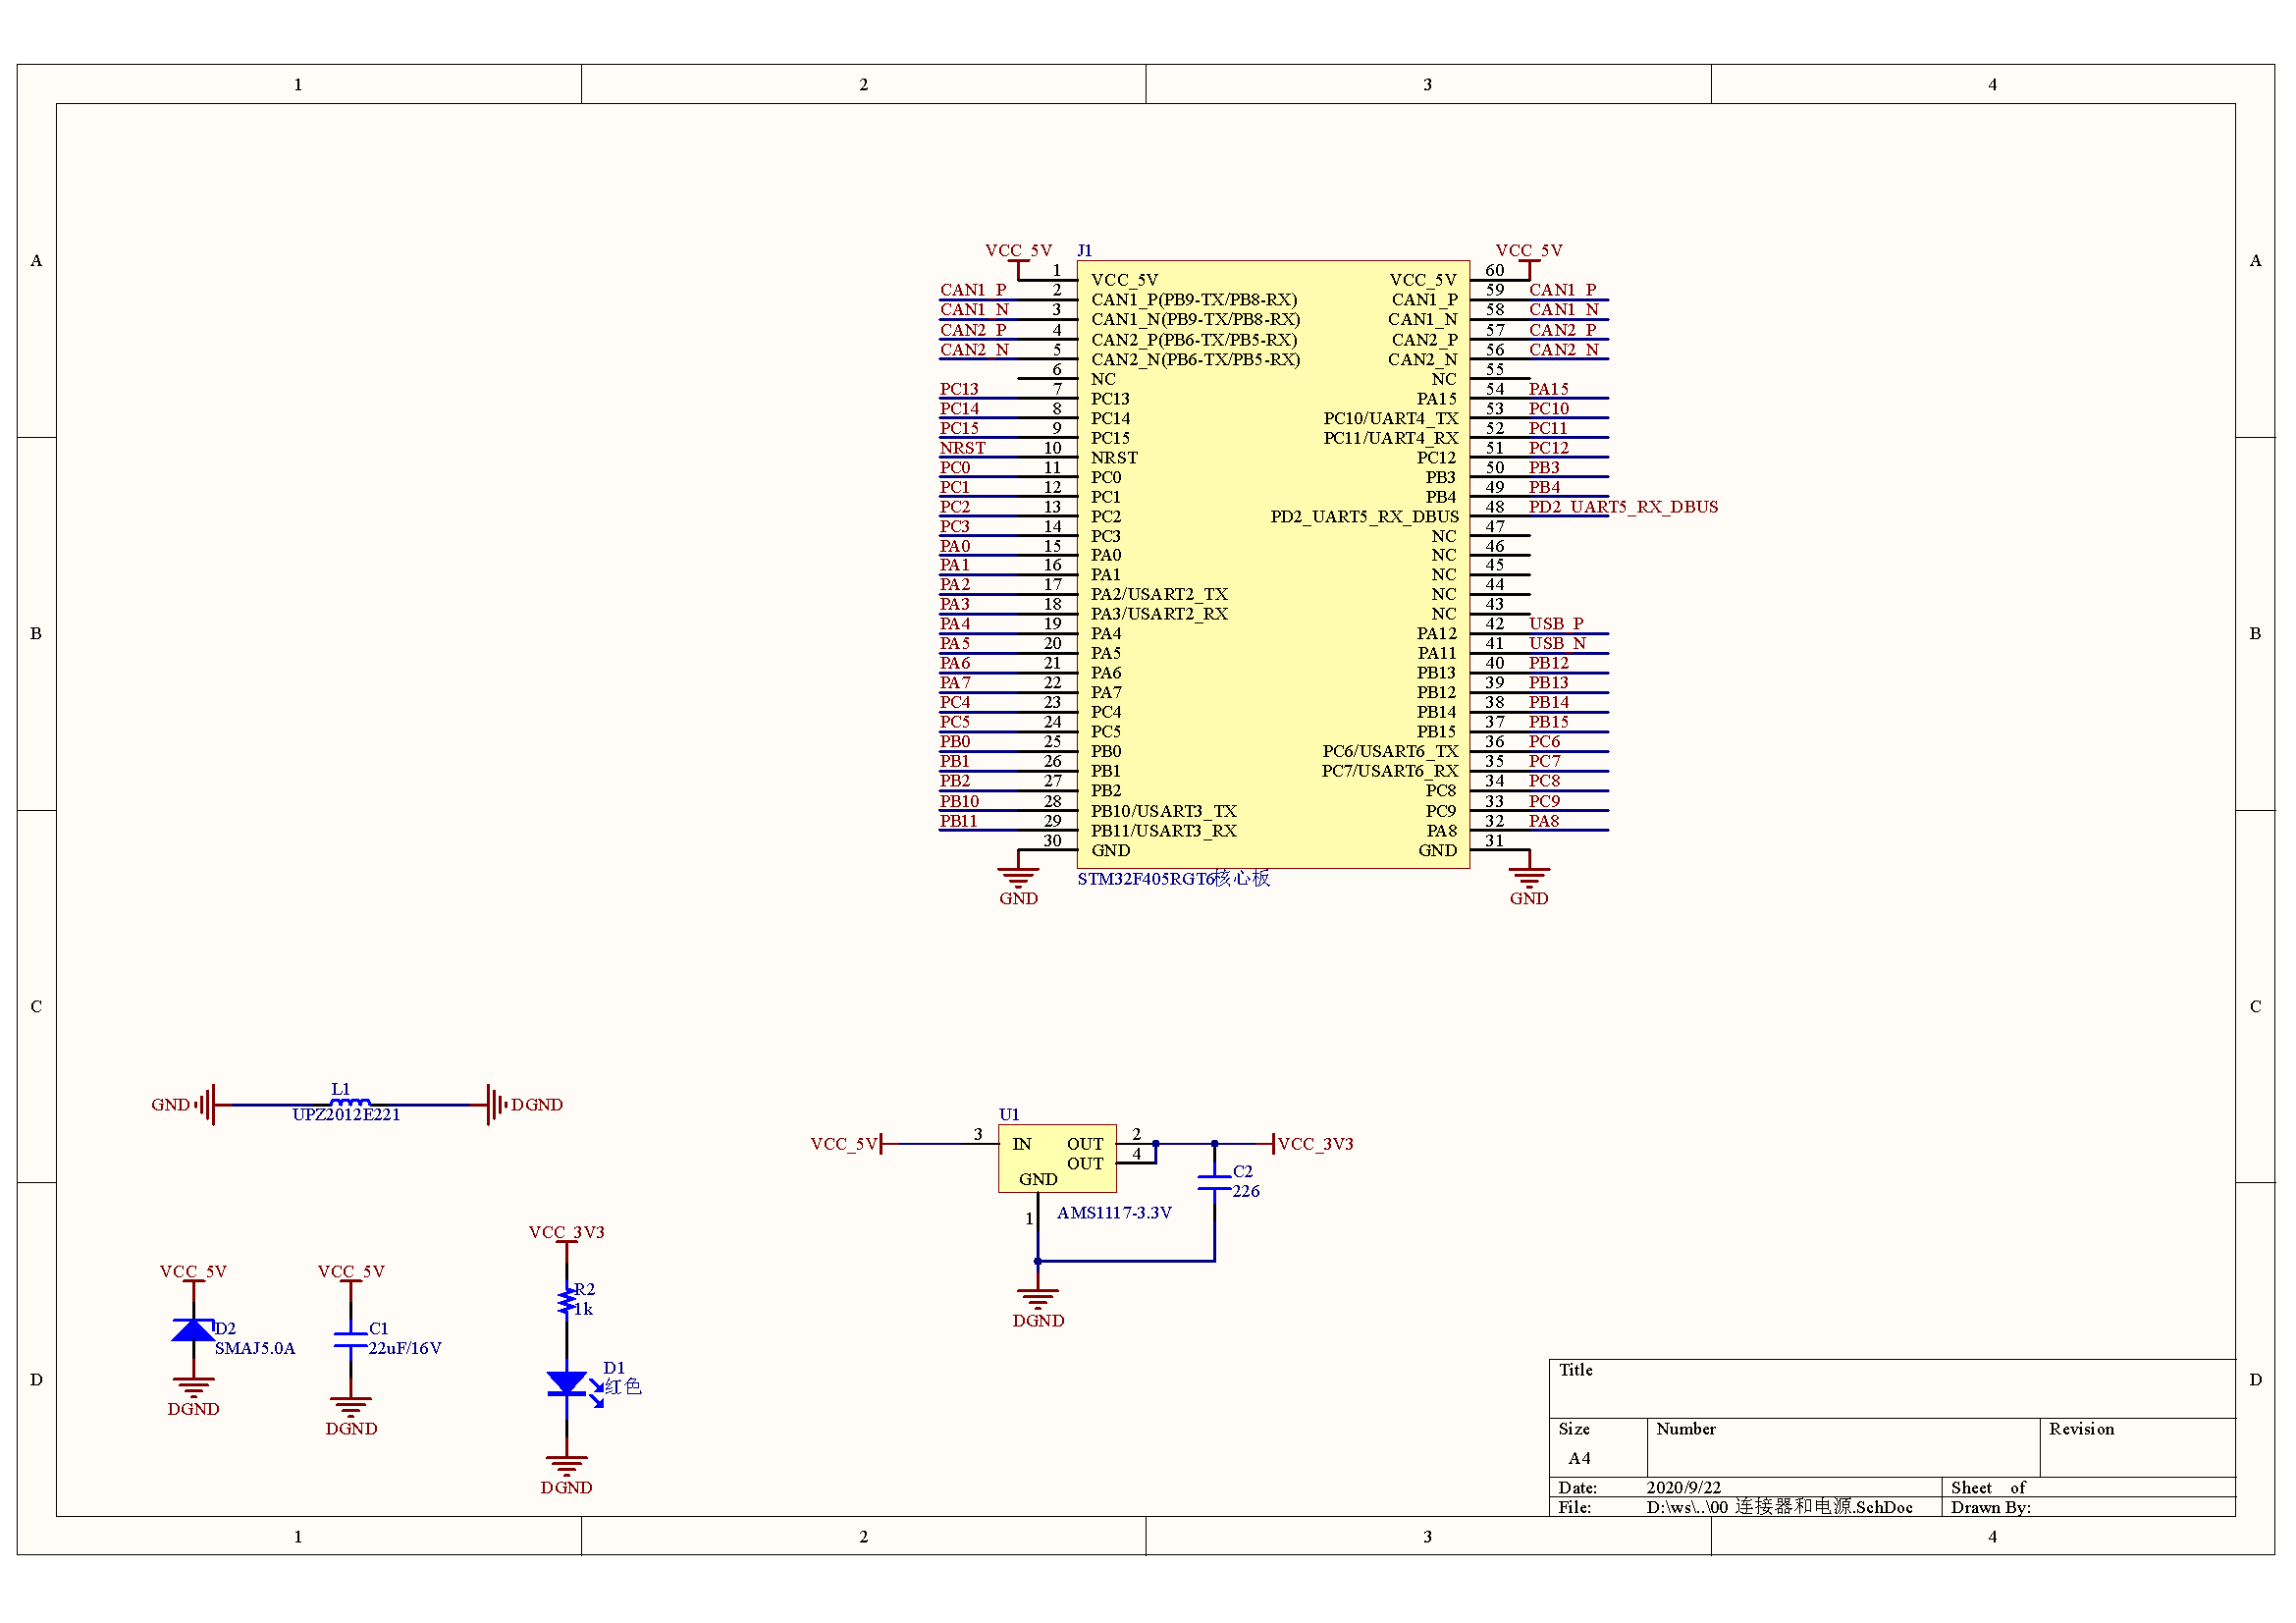 1 2 3 4
A A
B B
C C
D D
VCC_5V J1 VCC_5V
1 VCC_5V VCC_5V 60
CAN1_P 2 CAN1_P(PB9-TX/PB8-RX) CAN1_P 59 CAN1_P
CAN1_N 3 CAN1_N(PB9-TX/PB8-RX) CAN1_N 58 CAN1_N
CAN2_P 4 CAN2_P(PB6-TX/PB5-RX) CAN2_P 57 CAN2_P
CAN2_N 5 CAN2_N(PB6-TX/PB5-RX) CAN2_N 56 CAN2_N
6 NC NC 55
PC13 7 PC13 PA15 54 PA15
PC14 8 PC14 PC10/UART4_TX 53 PC10
PC15 9 PC15 PC11/UART4_RX 52 PC11
NRST 10 NRST PC12 51 PC12
PC0 11 PC0 PB3 50 PB3
PC1 12 PC1 PB4 49 PB4
PC2 13 PC2 PD2_UART5_RX_DBUS 48 PD2_UART5_RX_DBUS
PC3 14 PC3 NC 47
PA0 15 PA0 NC 46
PA1 16 PA1 NC 45
PA2 17 PA2/USART2_TX NC 44
PA3 18 PA3/USART2_RX NC 43
PA4 19 PA4 PA12 42 USB_P
PA5 20 PA5 PA11 41 USB_N
PA6 21 PA6 PB13 40 PB12
PA7 22 PA7 PB12 39 PB13
PC4 23 PC4 PB14 38 PB14
PC5 24 PC5 PB15 37 PB15
PB0 25 PB0 PC6/USART6_TX 36 PC6
PB1 26 PB1 PC7/USART6_RX 35 PC7
PB2 27 PB2 PC8 34 PC8
PB10 28 PB10/USART3_TX PC9 33 PC9
PB11 29 PB11/USART3_RX PA8 32 PA8
30 GND GND 31
STM32F405RGT6核心板
GND GND
L1
GND DGND
UPZ2012E221
U1
VCC_5V 3 IN OUT 2 VCC_3V3
OUT 4
GND
C2
226
1 AMS1117-3.3V
DGND
VCC_5V
D2
SMAJ5.0A
DGND
VCC_5V
C1
22uF/16V
DGND
VCC_3V3
R2
1k
D1
红色
DGND
Title
Size Number Revision
A4
Date: 2020/9/22 Sheet of
File: D:\ws\..\00 连接器和电源.SchDoc Drawn By:
1 2 3 4